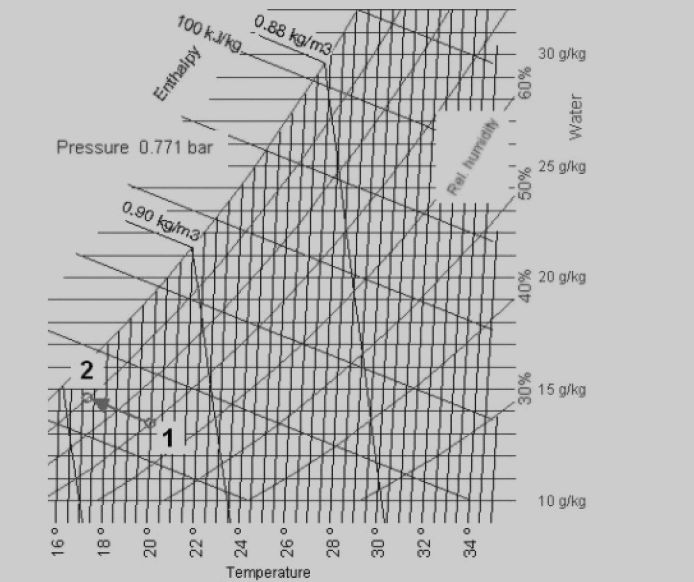 0.88 kg/m3
100 kJ/kg
Enthalpy
30 g/kg
60%
Water
Pressure 0.771 bar
Rel. humidity
25 g/kg
50%
0.90 kg/m3
20 g/kg
40%
2
30%
15 g/kg
1
10 g/kg
16° 18° 20° 22° 24° 26° 28° 30° 32° 34°
Temperature